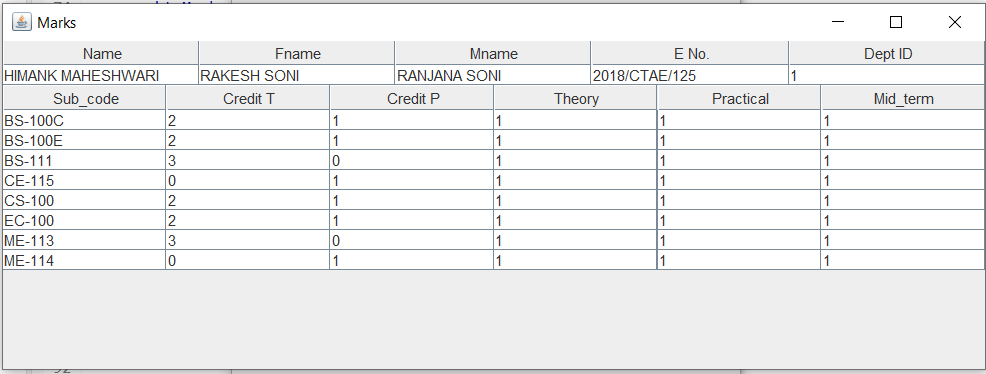 Marks
Name Fname Mname E No. Dept ID
HIMANK MAHESHWARI RAKESH SONI RANJANA SONI 2018/CTAE/125 1
Sub_code Credit T Credit P Theory Practical Mid_term
BS-100C 2 1 1 1 1
BS-100E 2 1 1 1 1
BS-111 3 0 1 1 1
CE-115 0 1 1 1 1
CS-100 2 1 1 1 1
EC-100 2 1 1 1 1
ME-113 3 0 1 1 1
ME-114 0 1 1 1 1